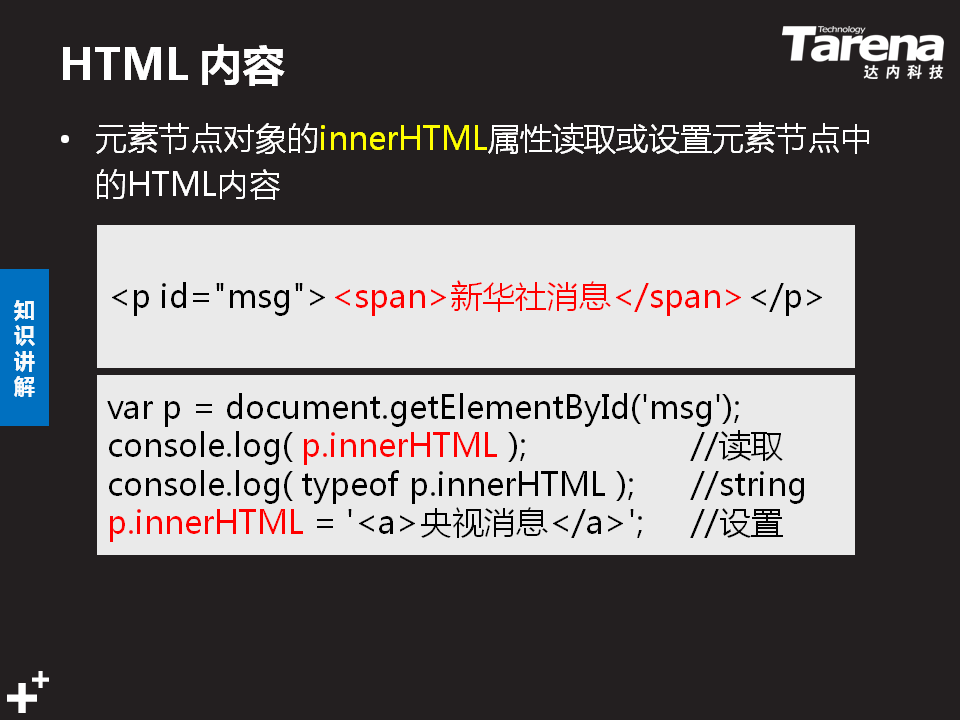 HTML 内容
Technology
Tarena
达内科技
• 元素节点对象的innerHTML属性读取或设置元素节点中
的HTML内容
知识讲解
<p id="msg"><span>新华社消息</span></p>
var p = document.getElementById('msg');
console.log( p.innerHTML ); //读取
console.log( typeof p.innerHTML ); //string
p.innerHTML = '<a>央视消息</a>'; //设置